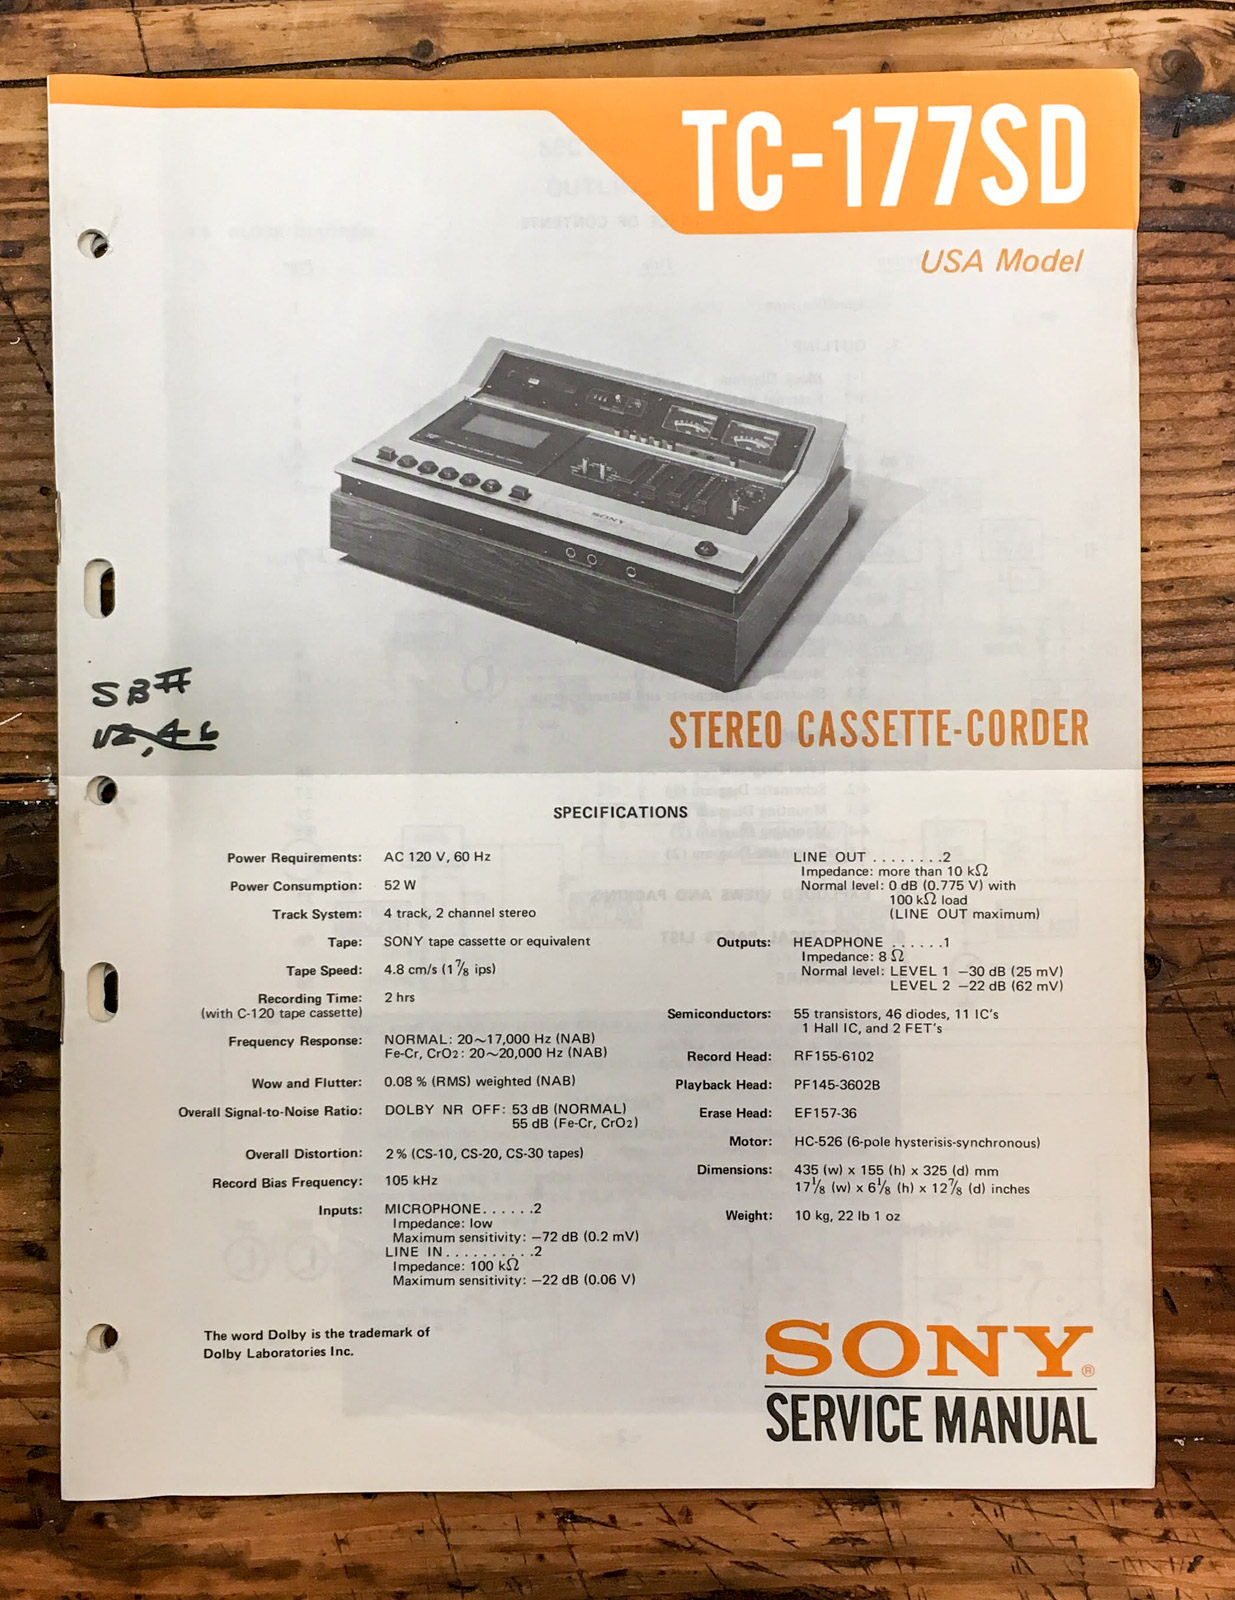 TC-177SD
USA Model
SONY
SB#
STEREO CASSETTE-CORDER
SPECIFICATIONS
Power Requirements: AC 120 V, 60 Hz
Power Consumption: 52 W
Track System: 4 track, 2 channel stereo
Tape: SONY tape cassette or equivalent
Tape Speed: 4.8 cm/s (1⅞ ips)
Recording Time: 2 hrs
(with C-120 tape cassette)
Frequency Response: NORMAL: 20~17,000 Hz (NAB)
Fe-Cr, CrO2: 20~20,000 Hz (NAB)
Wow and Flutter: 0.08 % (RMS) weighted (NAB)
Overall Signal-to-Noise Ratio: DOLBY NR OFF: 53 dB (NORMAL)
55 dB (Fe-Cr, CrO2)
Overall Distortion: 2 % (CS-10, CS-20, CS-30 tapes)
Record Bias Frequency: 105 kHz
Inputs: MICROPHONE......2
Impedance: low
Maximum sensitivity: −72 dB (0.2 mV)
LINE IN..........2
Impedance: 100 kΩ
Maximum sensitivity: −22 dB (0.06 V)
LINE OUT ........2
Impedance: more than 10 kΩ
Normal level: 0 dB (0.775 V) with
100 kΩ load
(LINE OUT maximum)
Outputs: HEADPHONE ......1
Impedance: 8 Ω
Normal level: LEVEL 1 −30 dB (25 mV)
LEVEL 2 −22 dB (62 mV)
Semiconductors: 55 transistors, 46 diodes, 11 IC's
1 Hall IC, and 2 FET's
Record Head: RF155-6102
Playback Head: PF145-3602B
Erase Head: EF157-36
Motor: HC-526 (6-pole hysterisis-synchronous)
Dimensions: 435 (w) x 155 (h) x 325 (d) mm
17⅛ (w) x 6⅛ (h) x 12⅞ (d) inches
Weight: 10 kg, 22 lb 1 oz
The word Dolby is the trademark of
Dolby Laboratories Inc.
SONY®
SERVICE MANUAL